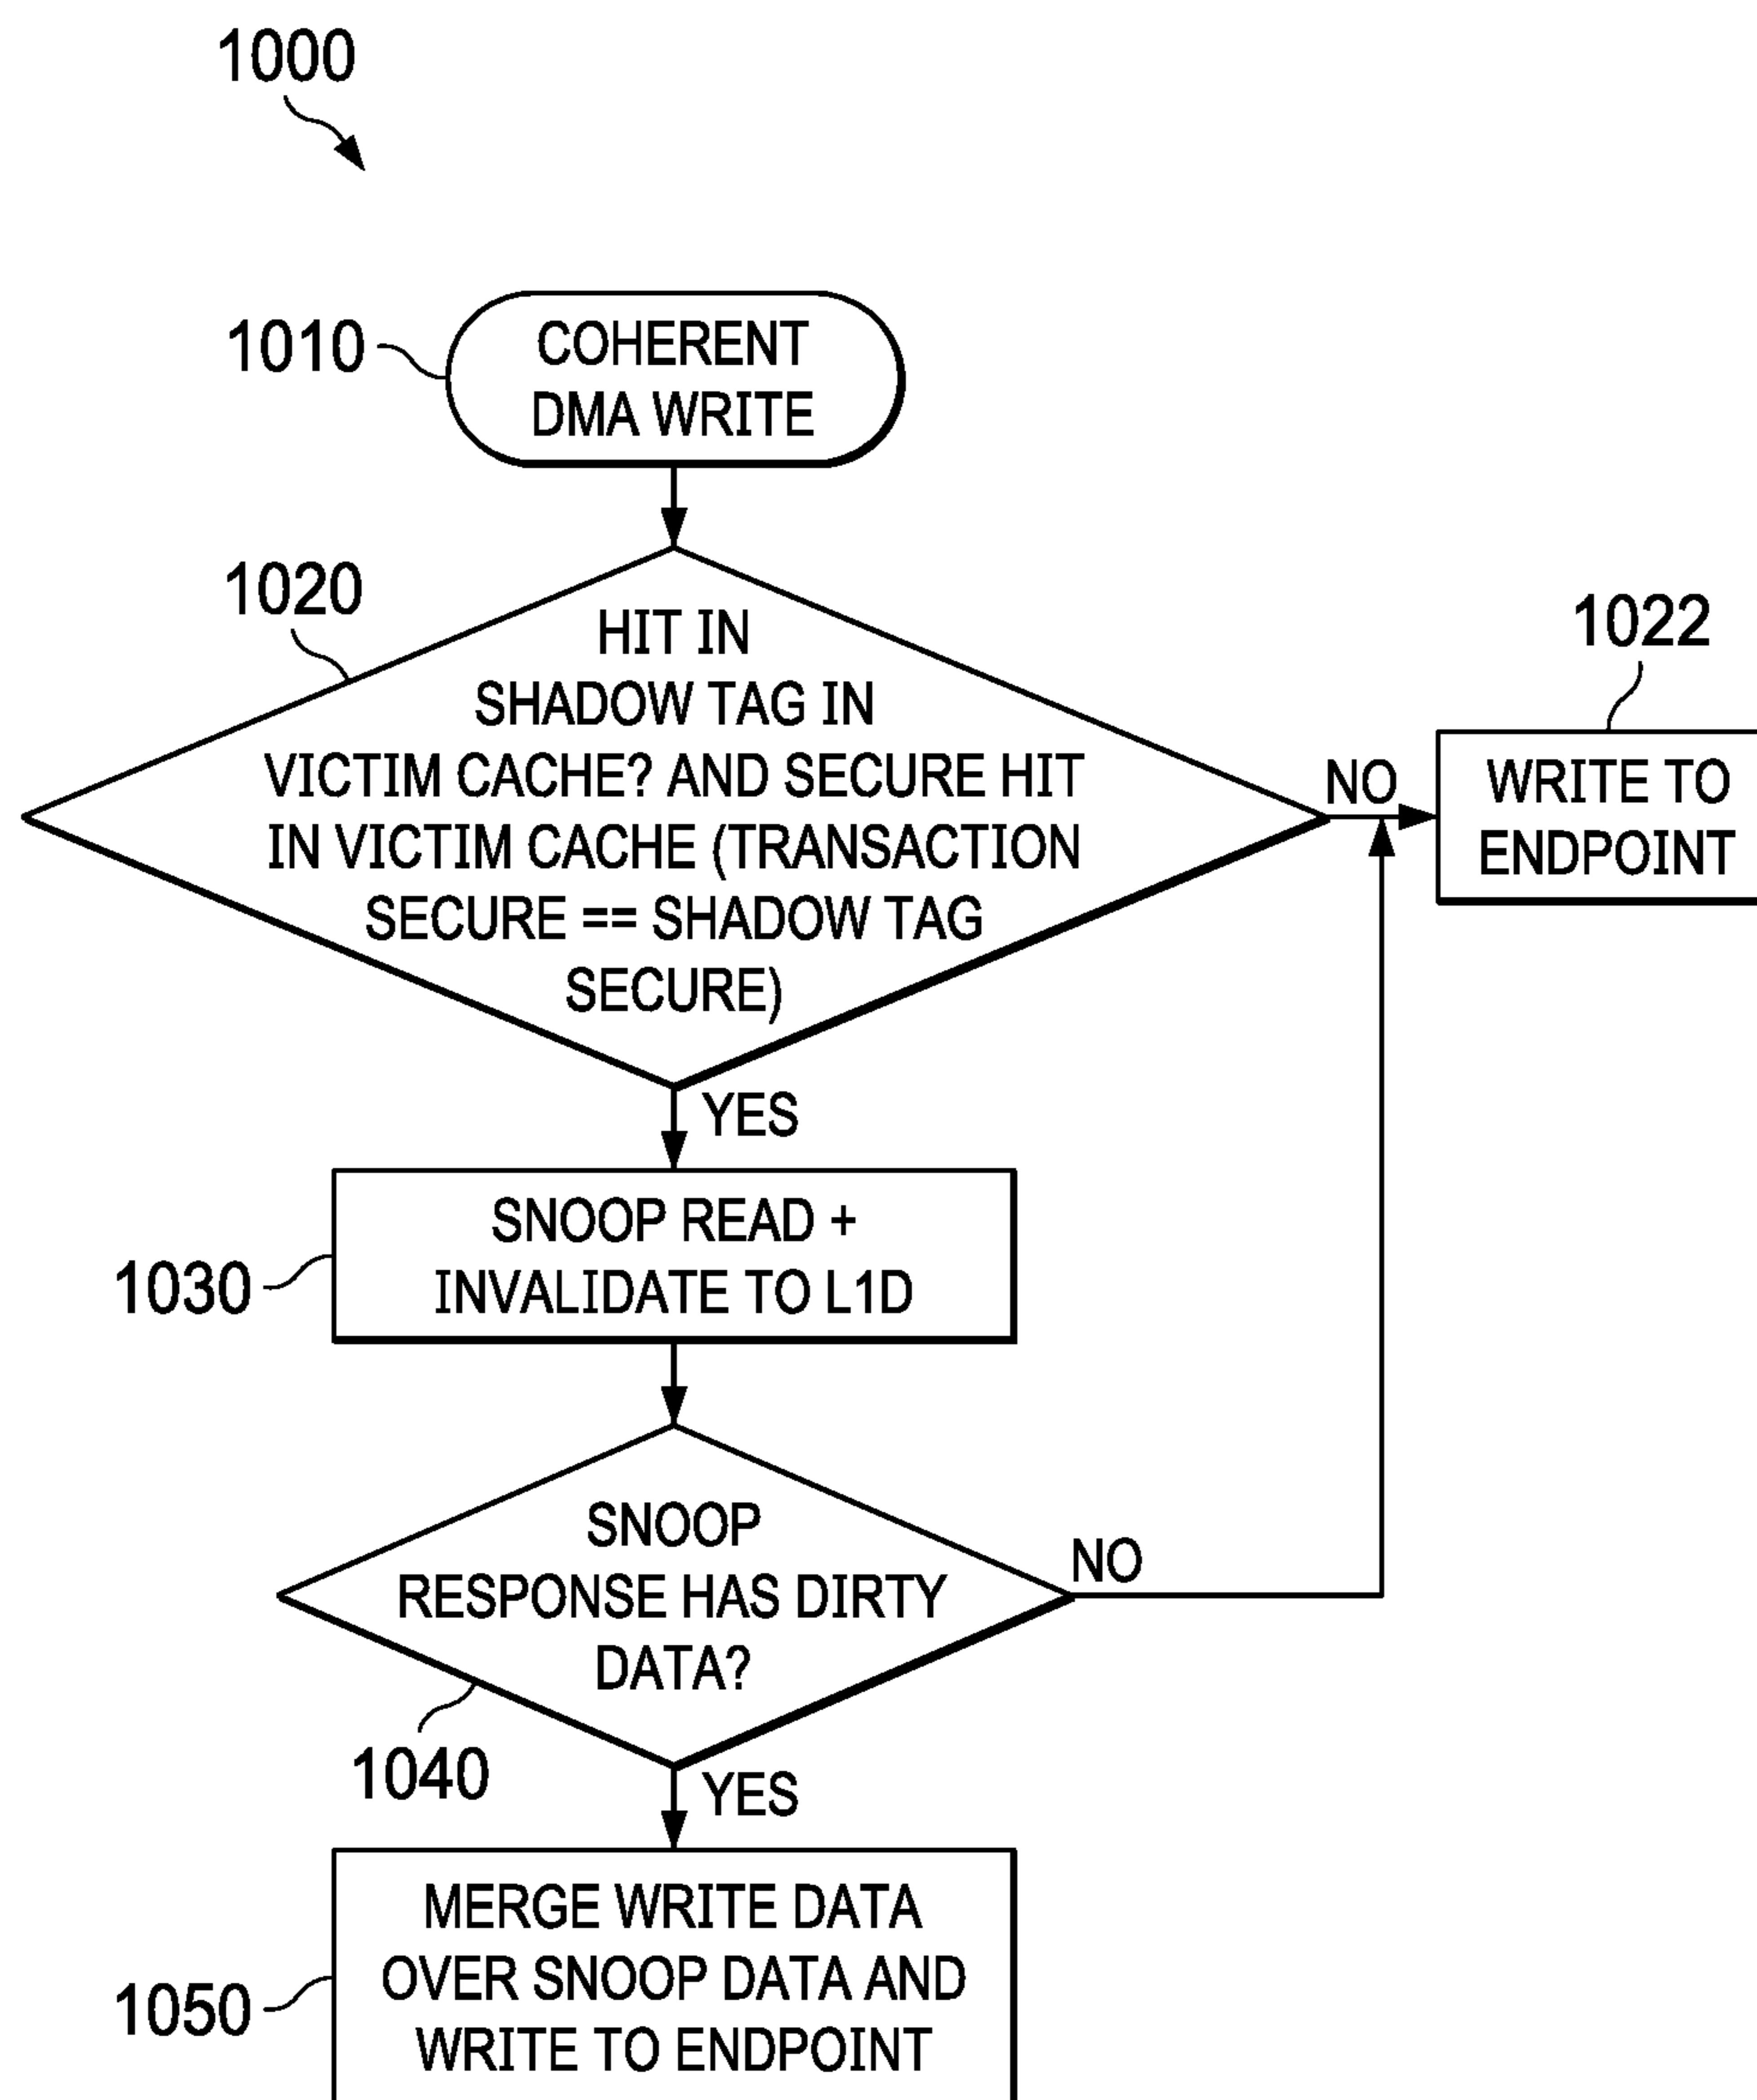 1000
1010
COHERENT
DMA WRITE
1020
HIT IN
SHADOW TAG IN
VICTIM CACHE? AND SECURE HIT
IN VICTIM CACHE (TRANSACTION
SECURE == SHADOW TAG
SECURE)
NO
1022
WRITE TO
ENDPOINT
YES
1030
SNOOP READ +
INVALIDATE TO L1D
SNOOP
RESPONSE HAS DIRTY
DATA?
NO
1040
YES
1050
MERGE WRITE DATA
OVER SNOOP DATA AND
WRITE TO ENDPOINT